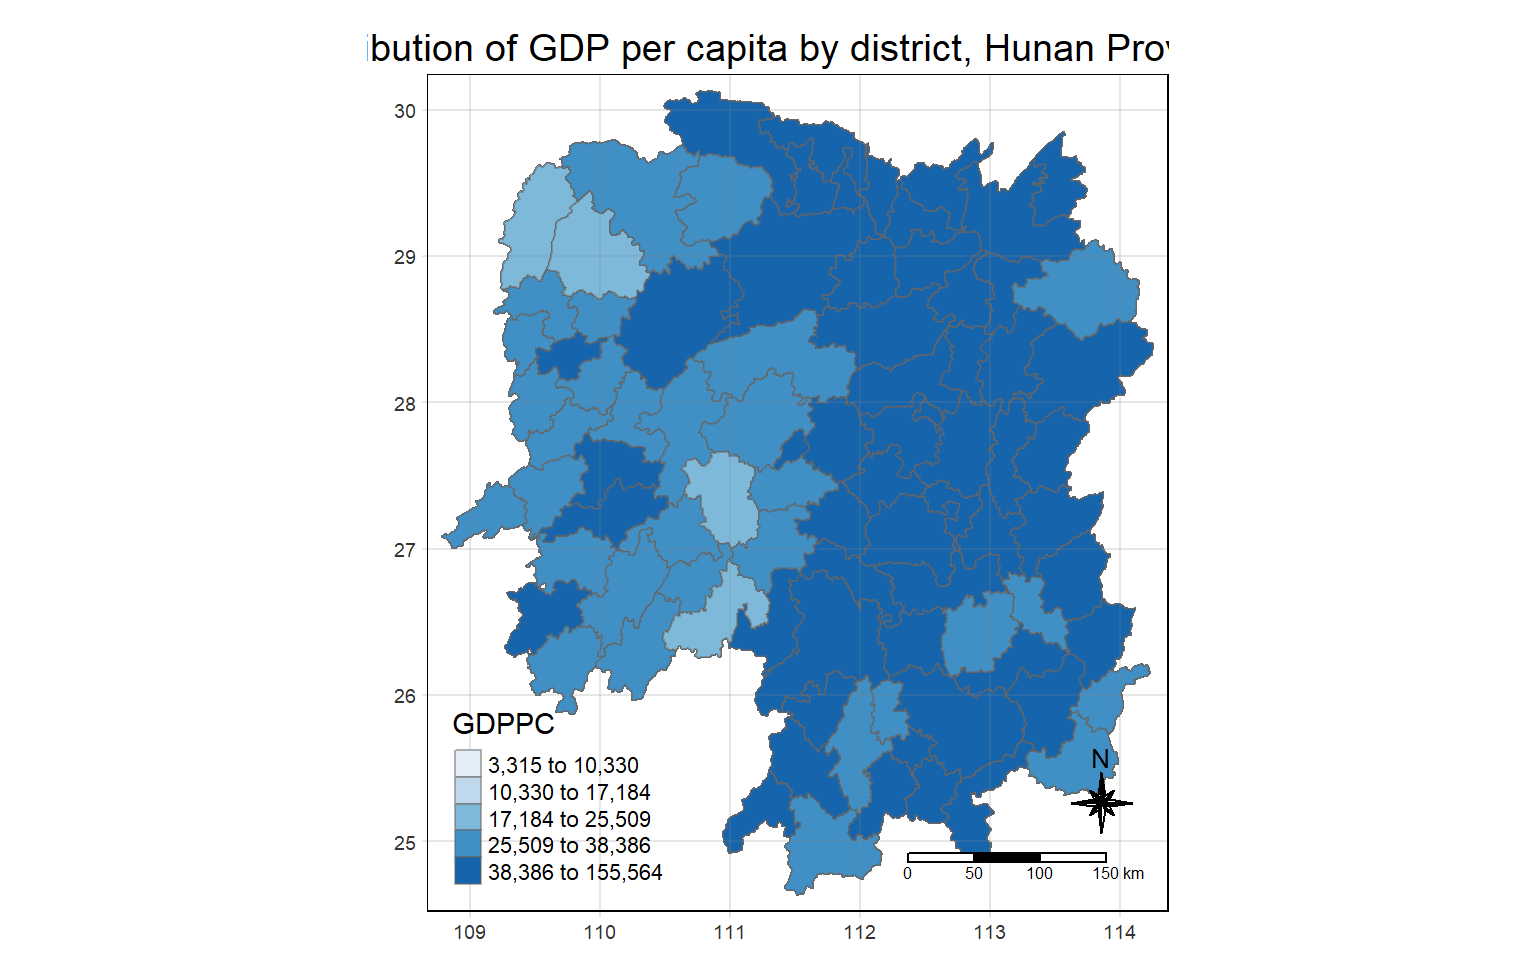 ibution of GDP per capita by district, Hunan Prov
30
29
28
27
26
25
GDPPC
3,315 to 10,330
10,330 to 17,184
17,184 to 25,509
25,509 to 38,386
38,386 to 155,564
N
0 50 100 150 km
109 110 111 112 113 114